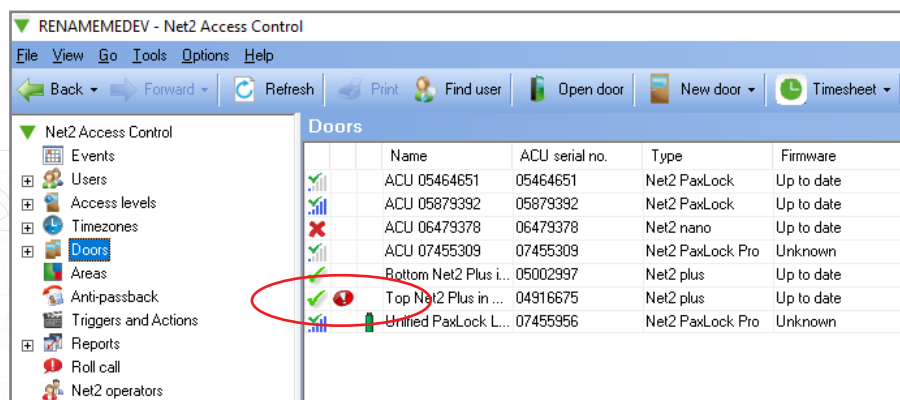 RENAMEMEDEV - Net2 Access Control
File View Go Tools Options Help
Back Forward Refresh Print Find user Open door New door Timesheet
Net2 Access Control
Events
Users
Access levels
Timezones
Doors
Areas
Anti-passback
Triggers and Actions
Reports
Roll call
Net2 operators
Doors
Name ACU serial no. Type Firmware
ACU 05464651 05464651 Net2 PaxLock Up to date
ACU 05879392 05879392 Net2 PaxLock Up to date
ACU 06479378 06479378 Net2 nano Up to date
ACU 07455309 07455309 Net2 PaxLock Pro Unknown
Bottom Net2 Plus i... 05002997 Net2 plus Up to date
Top Net2 Plus in ... 04916675 Net2 plus Up to date
Unified PaxLock L... 07455956 Net2 PaxLock Pro Unknown